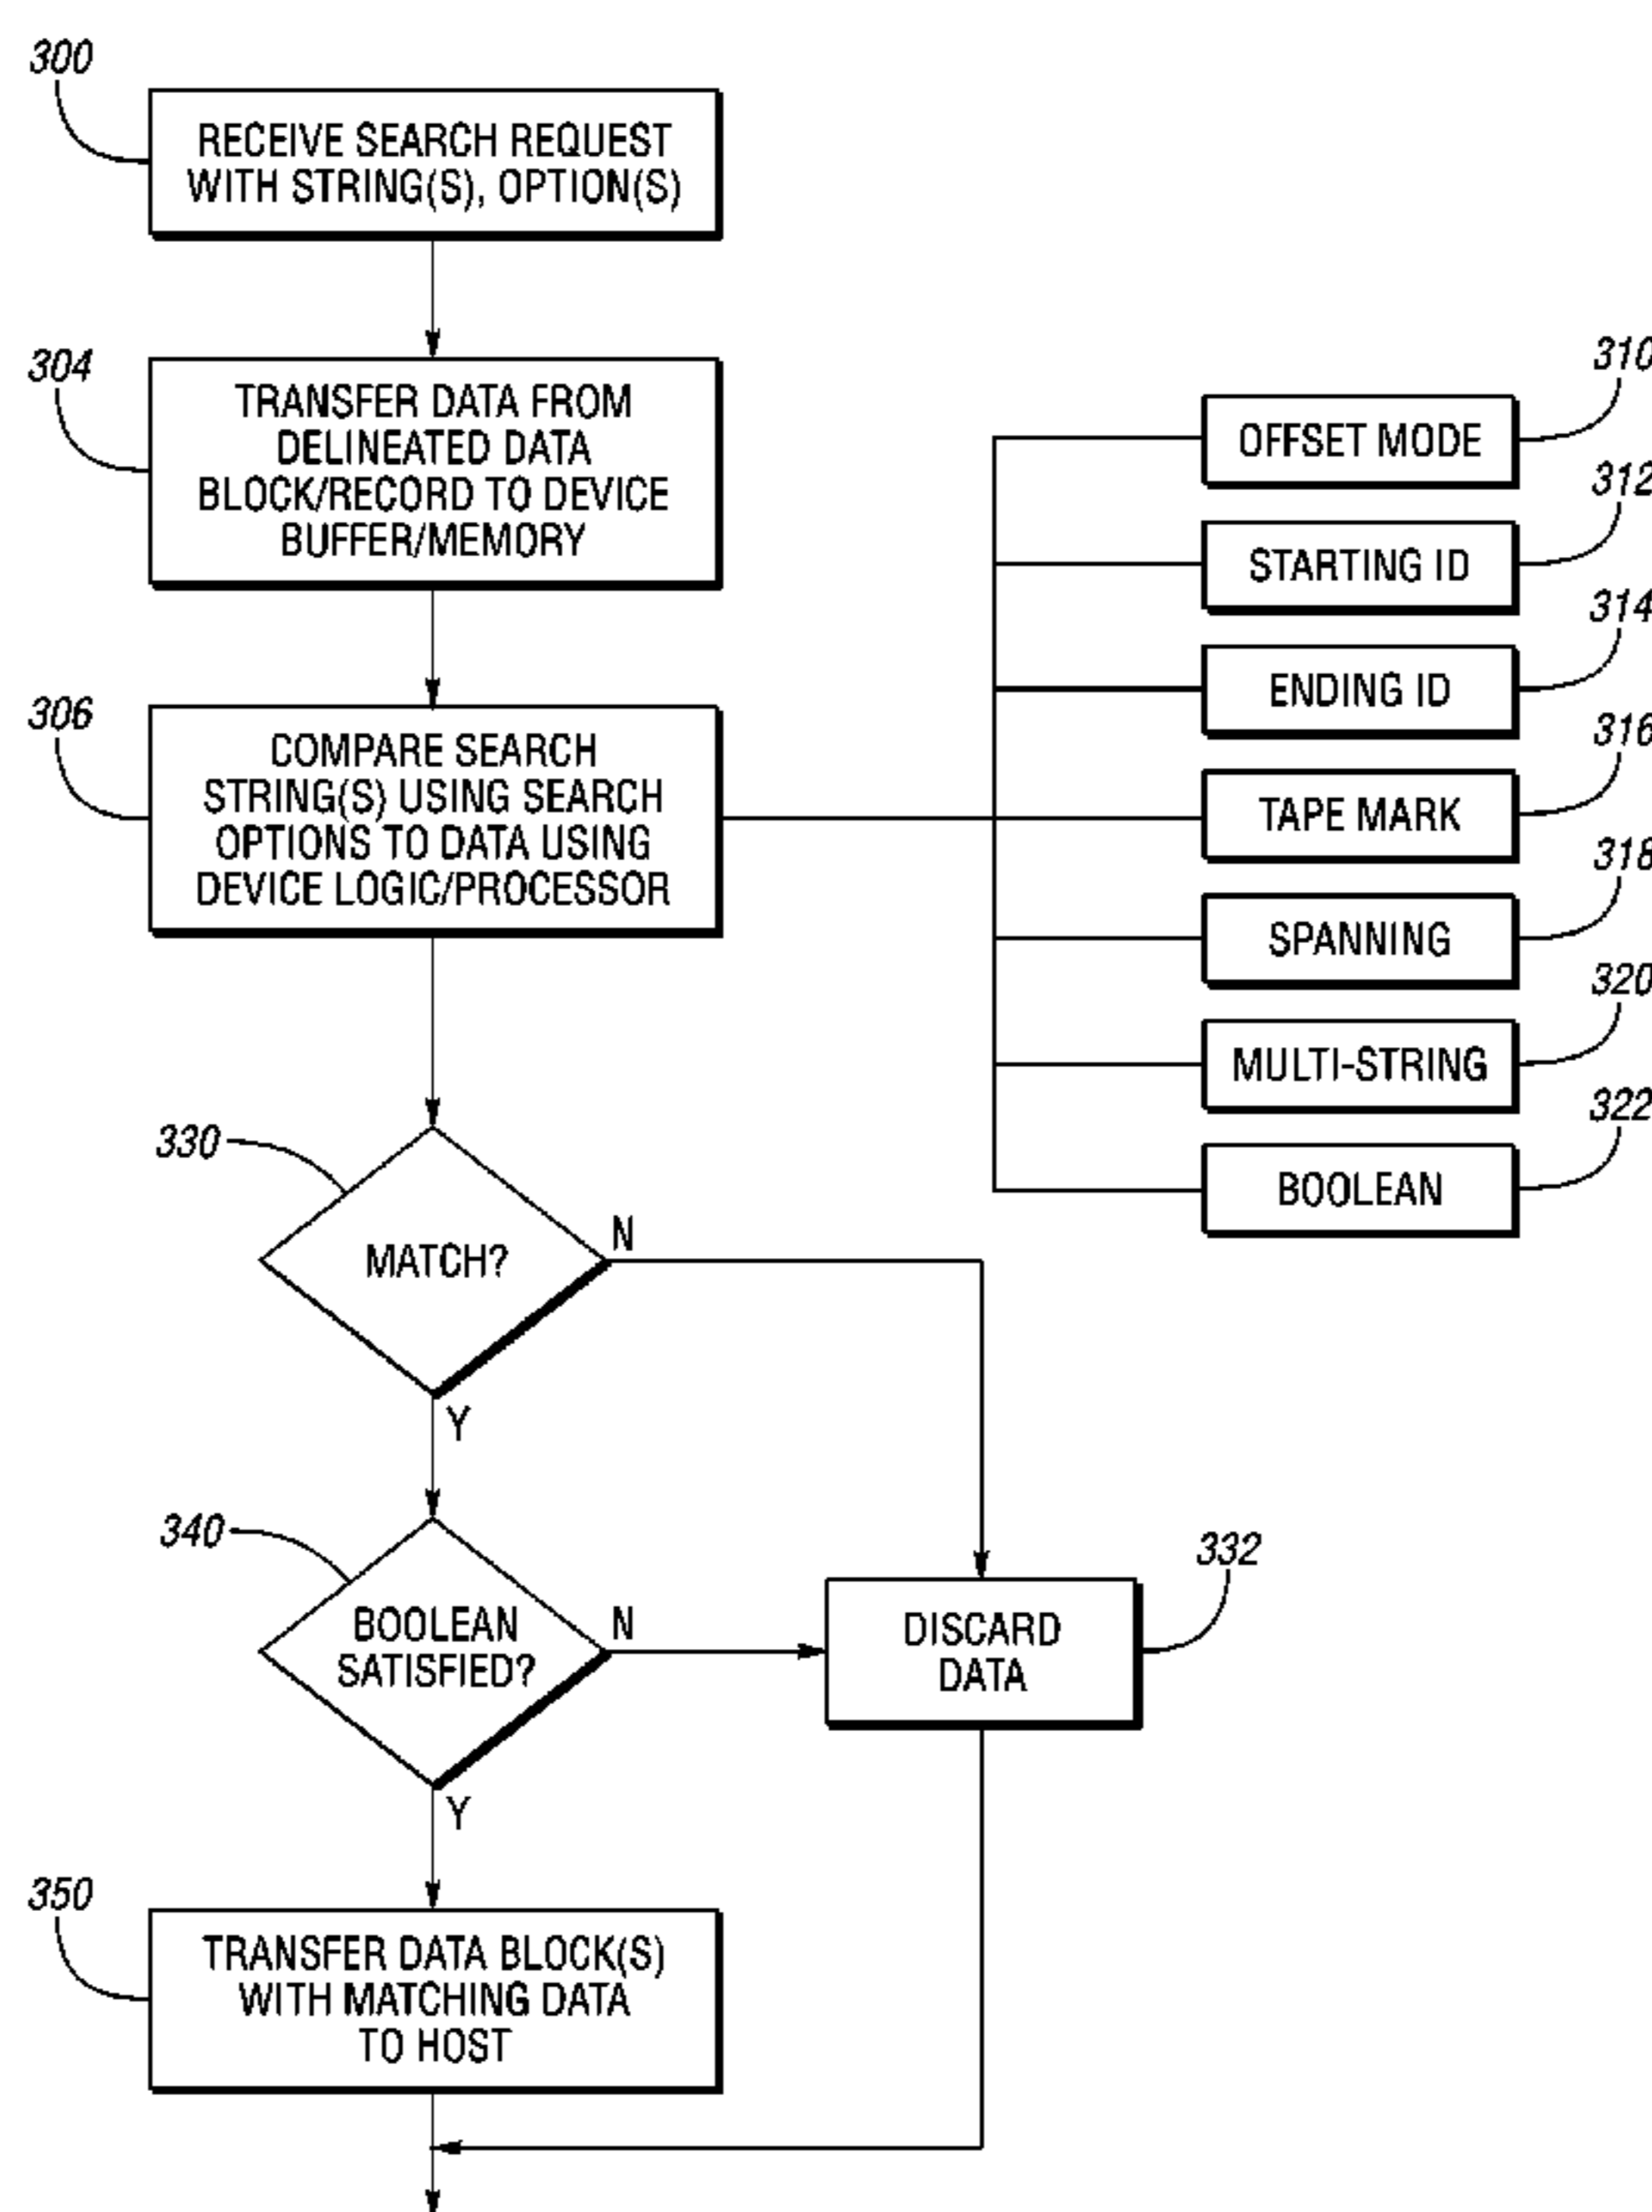 300
RECEIVE SEARCH REQUEST
WITH STRING(S), OPTION(S)
304
TRANSFER DATA FROM
DELINEATED DATA
BLOCK/RECORD TO DEVICE
BUFFER/MEMORY
306
COMPARE SEARCH
STRING(S) USING SEARCH
OPTIONS TO DATA USING
DEVICE LOGIC/PROCESSOR
310
OFFSET MODE
312
STARTING ID
314
ENDING ID
316
TAPE MARK
318
SPANNING
320
MULTI-STRING
322
BOOLEAN
330
MATCH?
N
Y
340
BOOLEAN
SATISFIED?
N
Y
332
DISCARD
DATA
350
TRANSFER DATA BLOCK(S)
WITH MATCHING DATA
TO HOST